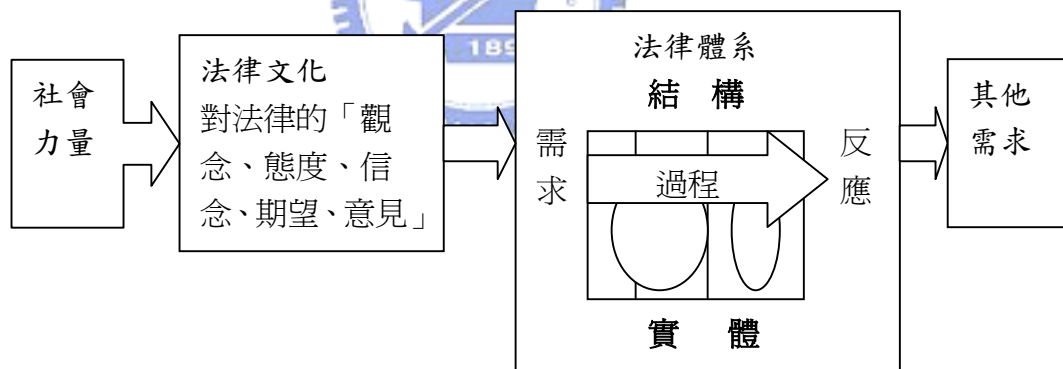 189
社會
力量
法律文化
對法律的「觀
念、態度、信
念、期望、意見」
法律體系
結 構
需
求
過程
反
應
實 體
其他
需求